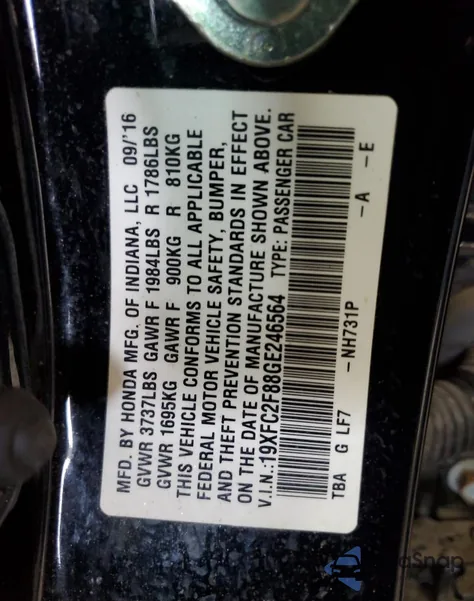 MFD. BY HONDA MFG. OF INDIANA, LLC 09/'16
GVWR 3737LBS GAWR F 1984LBS R 1786LBS
GVWR 1695KG GAWR F 900KG R 810KG
THIS VEHICLE CONFORMS TO ALL APPLICABLE
FEDERAL MOTOR VEHICLE SAFETY, BUMPER,
AND THEFT PREVENTION STANDARDS IN EFFECT
ON THE DATE OF MANUFACTURE SHOWN ABOVE.
V.I.N.:19XFC2F88GE246564 TYPE: PASSENGER CAR
TBA G LF7 -NH731P -A -E